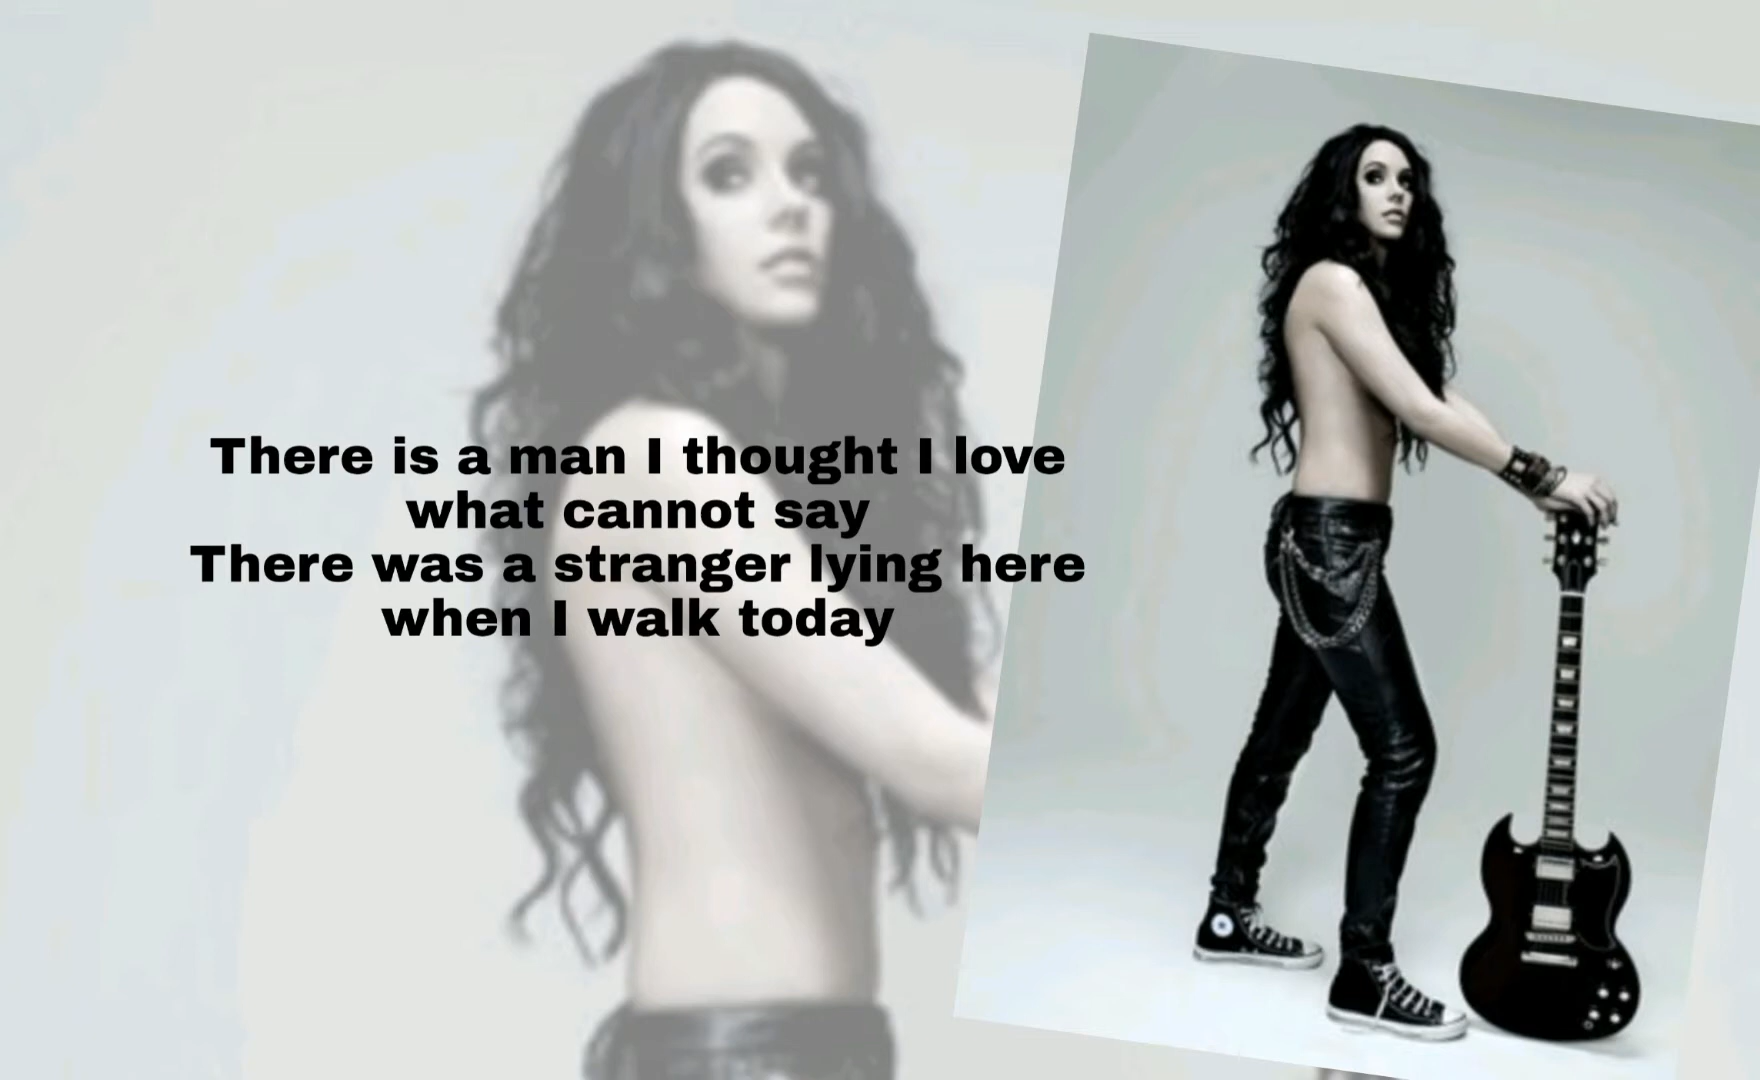 There is a man I thought I love
what cannot say
There was a stranger lying here
when I walk today